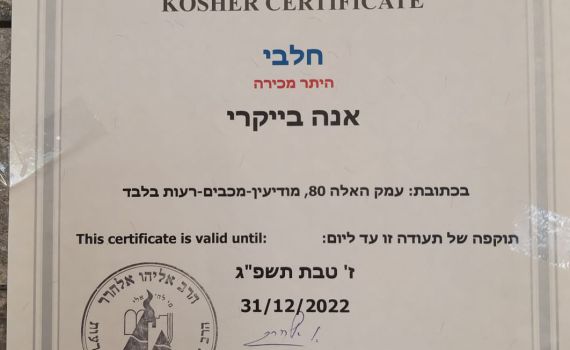 KOSHER CERTIFICATE
חלבי
היתר מכירה
אנה בייקרי
בכתובת: עמק האלה 80, מודיעין-מכבים-רעות בלבד
תוקפה של תעודה זו עד ליום: This certificate is valid until:
ז' טבת תשפ"ג
31/12/2022
הרב אליהו אלהרר